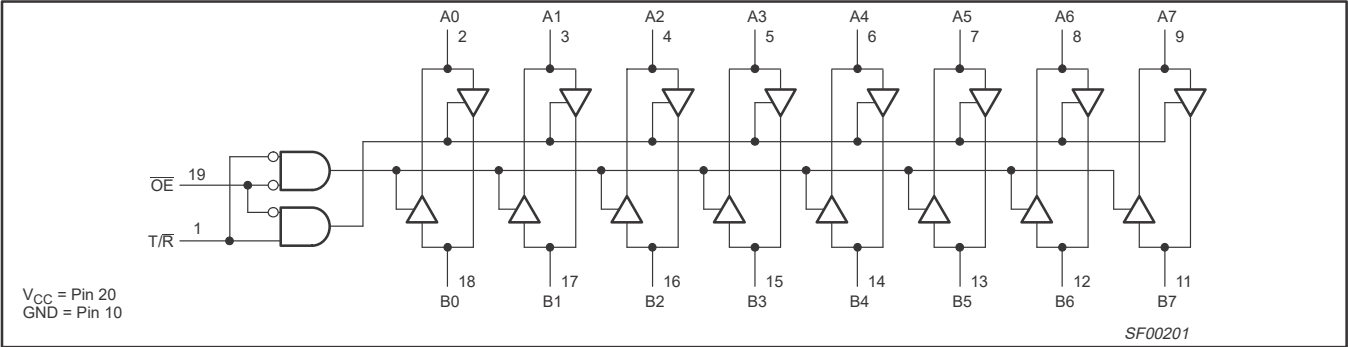 A0 A1 A2 A3 A4 A5 A6 A7
2 3 4 5 6 7 8 9
OE 19
T/R 1
18 17 16 15 14 13 12 11
B0 B1 B2 B3 B4 B5 B6 B7
VCC = Pin 20
GND = Pin 10
SF00201